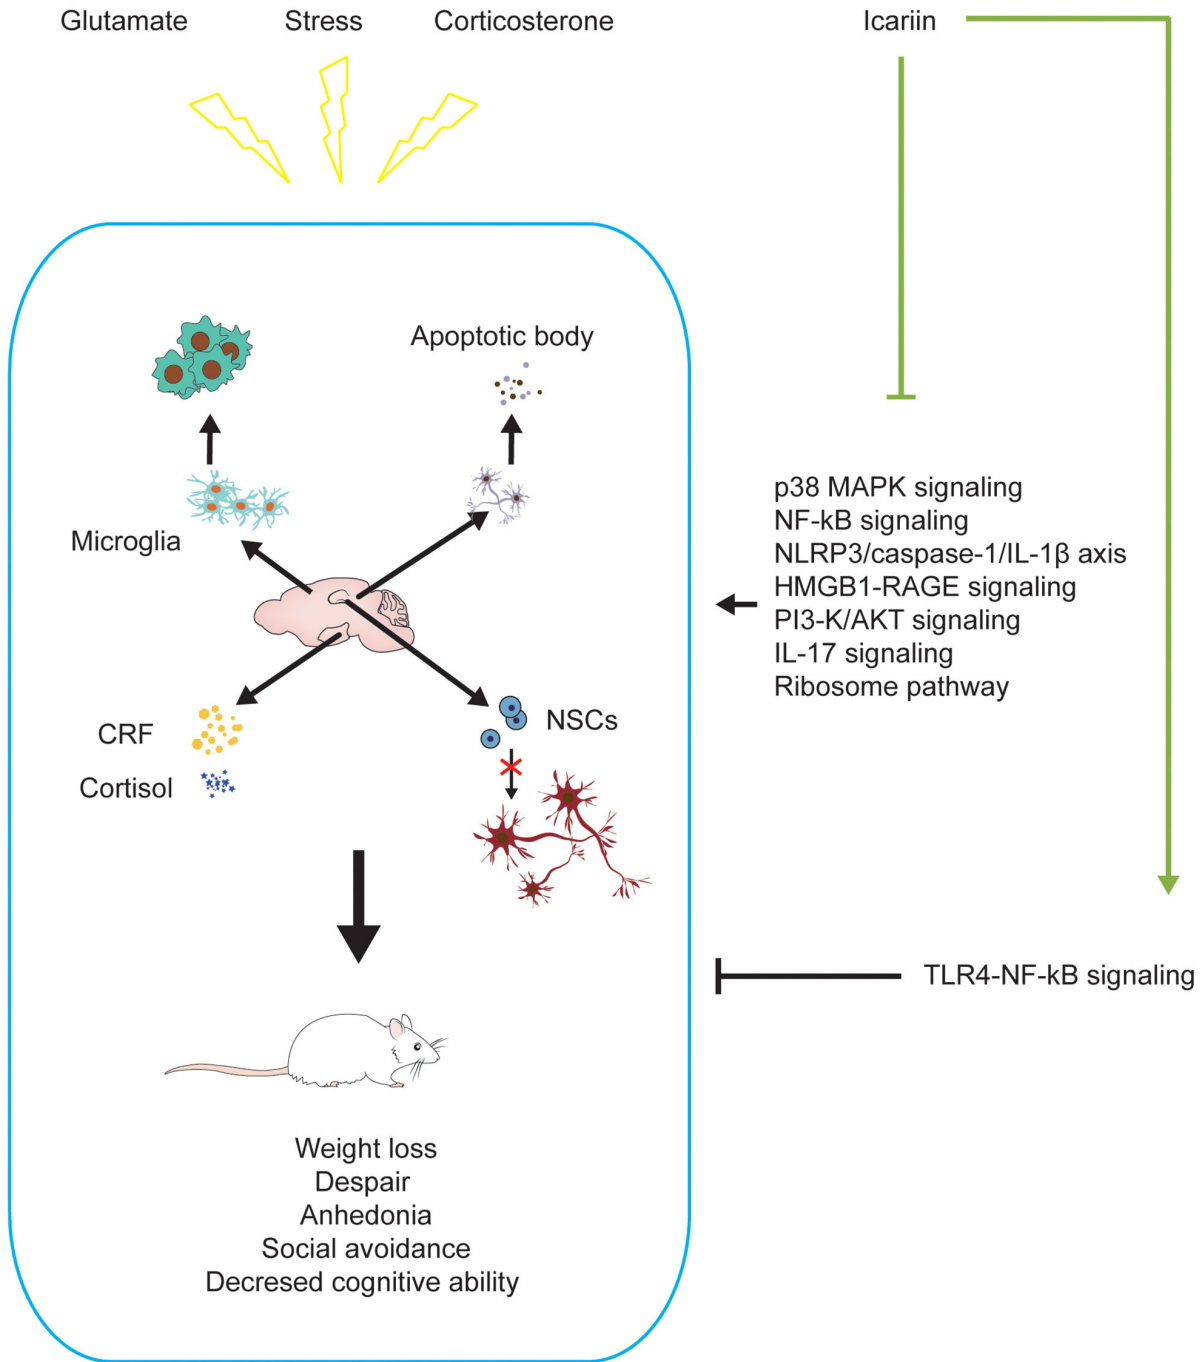 Glutamate
Stress
Corticosterone
Icariin
Apoptotic body
Microglia
p38 MAPK signaling
NF-kB signaling
NLRP3/caspase-1/IL-1β axis
HMGB1-RAGE signaling
PI3-K/AKT signaling
IL-17 signaling
Ribosome pathway
CRF
Cortisol
NSCs
TLR4-NF-kB signaling
Weight loss
Despair
Anhedonia
Social avoidance
Decresed cognitive ability